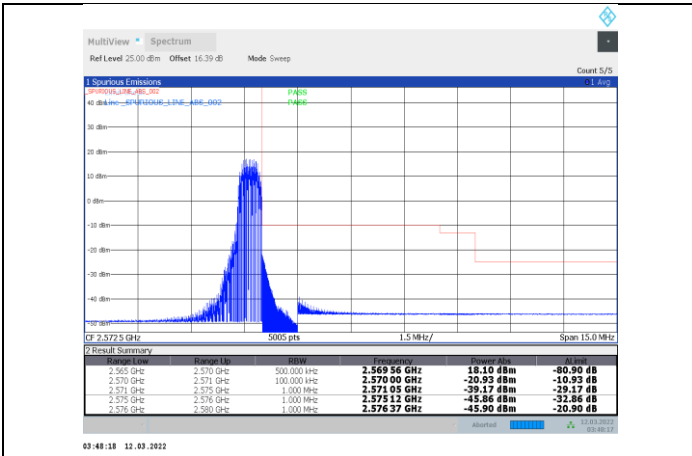 MultiView Spectrum
Ref Level 25.00 dBm Offset 16.39 dB Mode Sweep
Count 5/5
1 Spurious Emissions 1 Avg
_SPURIOUS_LINE_ABS_002 PASS
40 dBm Line _SPURIOUS_LINE_ABS_002 PASS
30 dBm
20 dBm
10 dBm
0 dBm
-10 dBm
-20 dBm
-30 dBm
-40 dBm
-50 dBm
CF 2.5725 GHz 5005 pts 1.5 MHz/ Span 15.0 MHz
2 Result Summary
Range Low Range Up RBW Frequency Power Abs ΔLimit
2.565 GHz 2.570 GHz 500.000 kHz 2.569 56 GHz 18.10 dBm -80.90 dB
2.570 GHz 2.571 GHz 100.000 kHz 2.570 00 GHz -20.93 dBm -10.93 dB
2.571 GHz 2.575 GHz 1.000 MHz 2.571 05 GHz -39.17 dBm -29.17 dB
2.575 GHz 2.576 GHz 1.000 MHz 2.575 12 GHz -45.86 dBm -32.86 dB
2.576 GHz 2.580 GHz 1.000 MHz 2.576 37 GHz -45.90 dBm -20.90 dB
Aborted 12.03.2022
03:48:17
03:48:18 12.03.2022